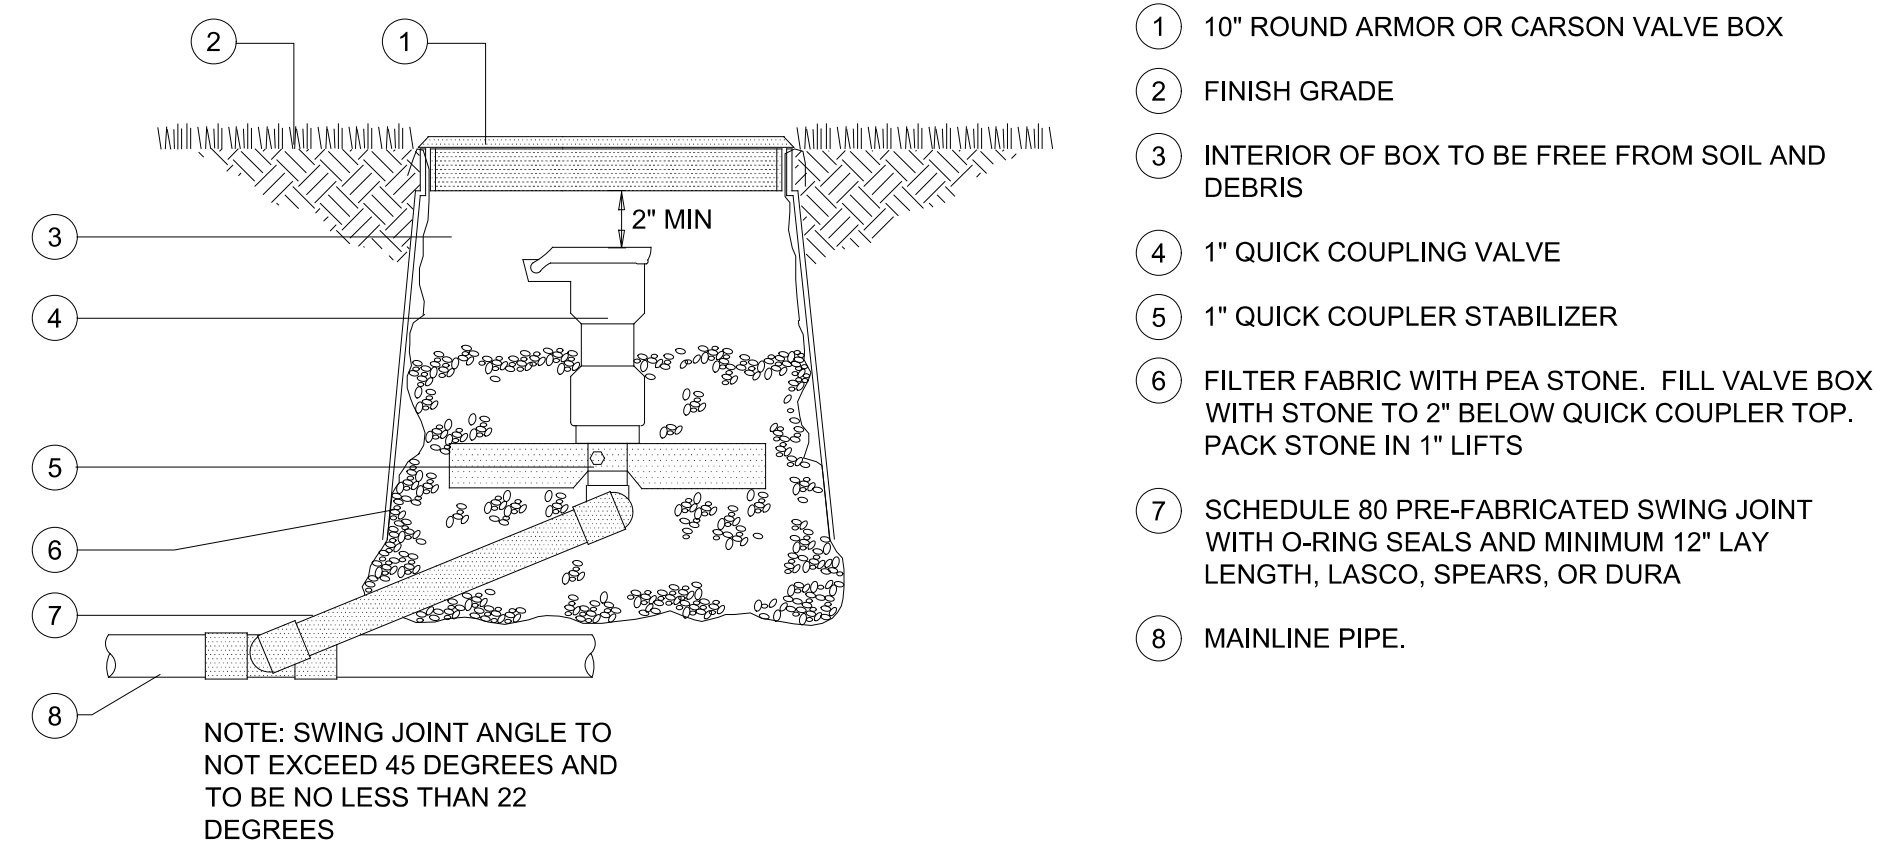 2
1
2" MIN
3
4
5
6
7
8
NOTE: SWING JOINT ANGLE TO
NOT EXCEED 45 DEGREES AND
TO BE NO LESS THAN 22
DEGREES
1 10" ROUND ARMOR OR CARSON VALVE BOX
2 FINISH GRADE
3 INTERIOR OF BOX TO BE FREE FROM SOIL AND
DEBRIS
4 1" QUICK COUPLING VALVE
5 1" QUICK COUPLER STABILIZER
6 FILTER FABRIC WITH PEA STONE. FILL VALVE BOX
WITH STONE TO 2" BELOW QUICK COUPLER TOP.
PACK STONE IN 1" LIFTS
7 SCHEDULE 80 PRE-FABRICATED SWING JOINT
WITH O-RING SEALS AND MINIMUM 12" LAY
LENGTH, LASCO, SPEARS, OR DURA
8 MAINLINE PIPE.